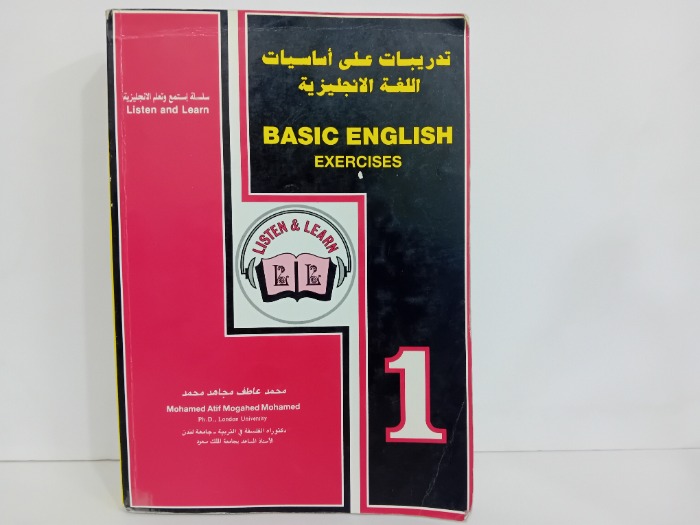 تدريبات على أساسيات
اللغة الانجليزية
BASIC ENGLISH
EXERCISES
سلسلة إستمع وتعلم الانجليزية
Listen and Learn
LISTEN & LEARN
محمد عاطف مجاهد محمد
Mohamed Atif Mogahed Mohamed
Ph.D., London University
دكتوراه الفلسفة في التربية - جامعة لندن
الأستاذ المساعد بجامعة الملك سعود
1